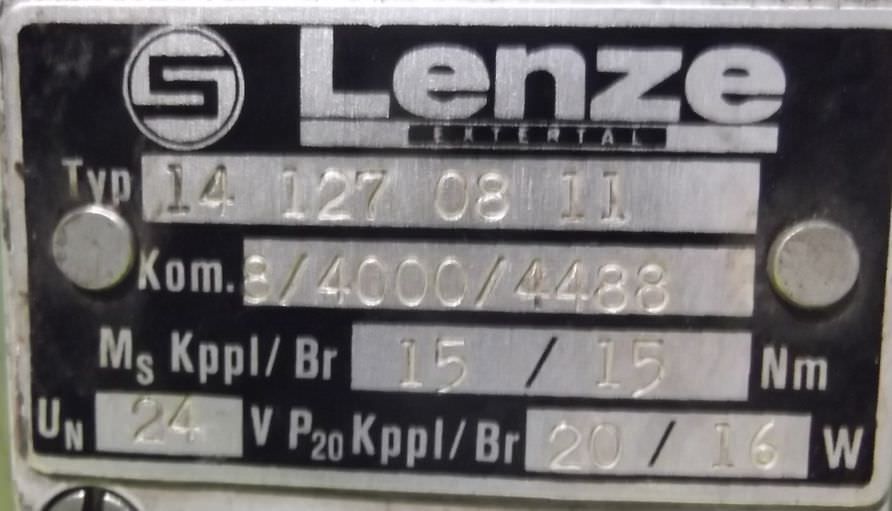 Lenze
EXTERTAL
Typ 14 127 08 11
Kom. 8/4000/4488
MS Kppl/Br 15 / 15 Nm
UN 24 V P20 Kppl/Br 20 / 16 W